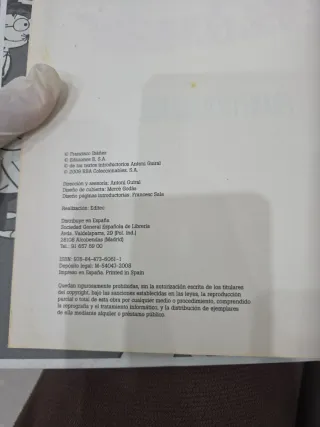 © Francisco Ibáñez
© Ediciones B, S.A.
© de los textos introductorios Antoni Guiral
© 2009 RBA Coleccionables, S.A.
Dirección y asesoría: Antoni Guiral
Diseño de cubierta: Mercè Godàs
Diseño páginas introductorias: Francesc Sala
Realización: Editec
Distribuye en España
Sociedad General Española de Librería
Avda. Valdelaparra, 29 (Pol. Ind.)
28108 Alcobendas (Madrid)
Tel.: 91 657 69 00
Depósito legal: M-54043-2009
Impreso en España, Printed in Spain
Quedan rigurosamente prohibidas, sin la autorización escrita de los titulares
del copyright, bajo las sanciones establecidas en las leyes, la reproducción
parcial o total de esta obra por cualquier medio o procedimiento, comprendido
la reprografía y el tratamiento informático, y la distribución de ejemplares
de ella mediante alquiler o préstamo público.